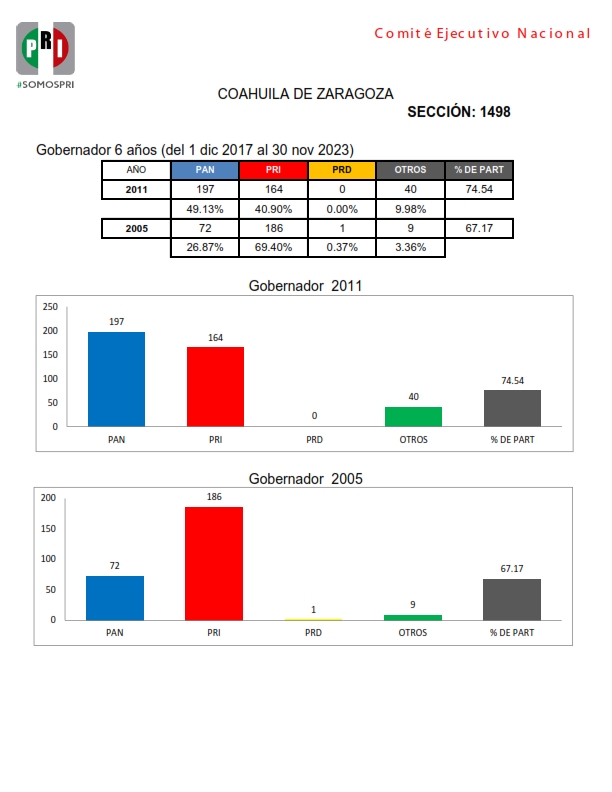 PRI
Comité Ejecutivo Nacional
#SOMOSPRI
COAHUILA DE ZARAGOZA
SECCIÓN: 1498
Gobernador 6 años (del 1 dic 2017 al 30 nov 2023)
AÑO PAN PRI PRD OTROS % DE PART
2011 197 164 0 40 74.54
49.13% 40.90% 0.00% 9.98%
2005 72 186 1 9 67.17
26.87% 69.40% 0.37% 3.36%
Gobernador 2011
250
200
150
100
50
0
197
164
0
40
74.54
PAN PRI PRD OTROS % DE PART
Gobernador 2005
200
150
100
50
0
72
186
1
9
67.17
PAN PRI PRD OTROS % DE PART